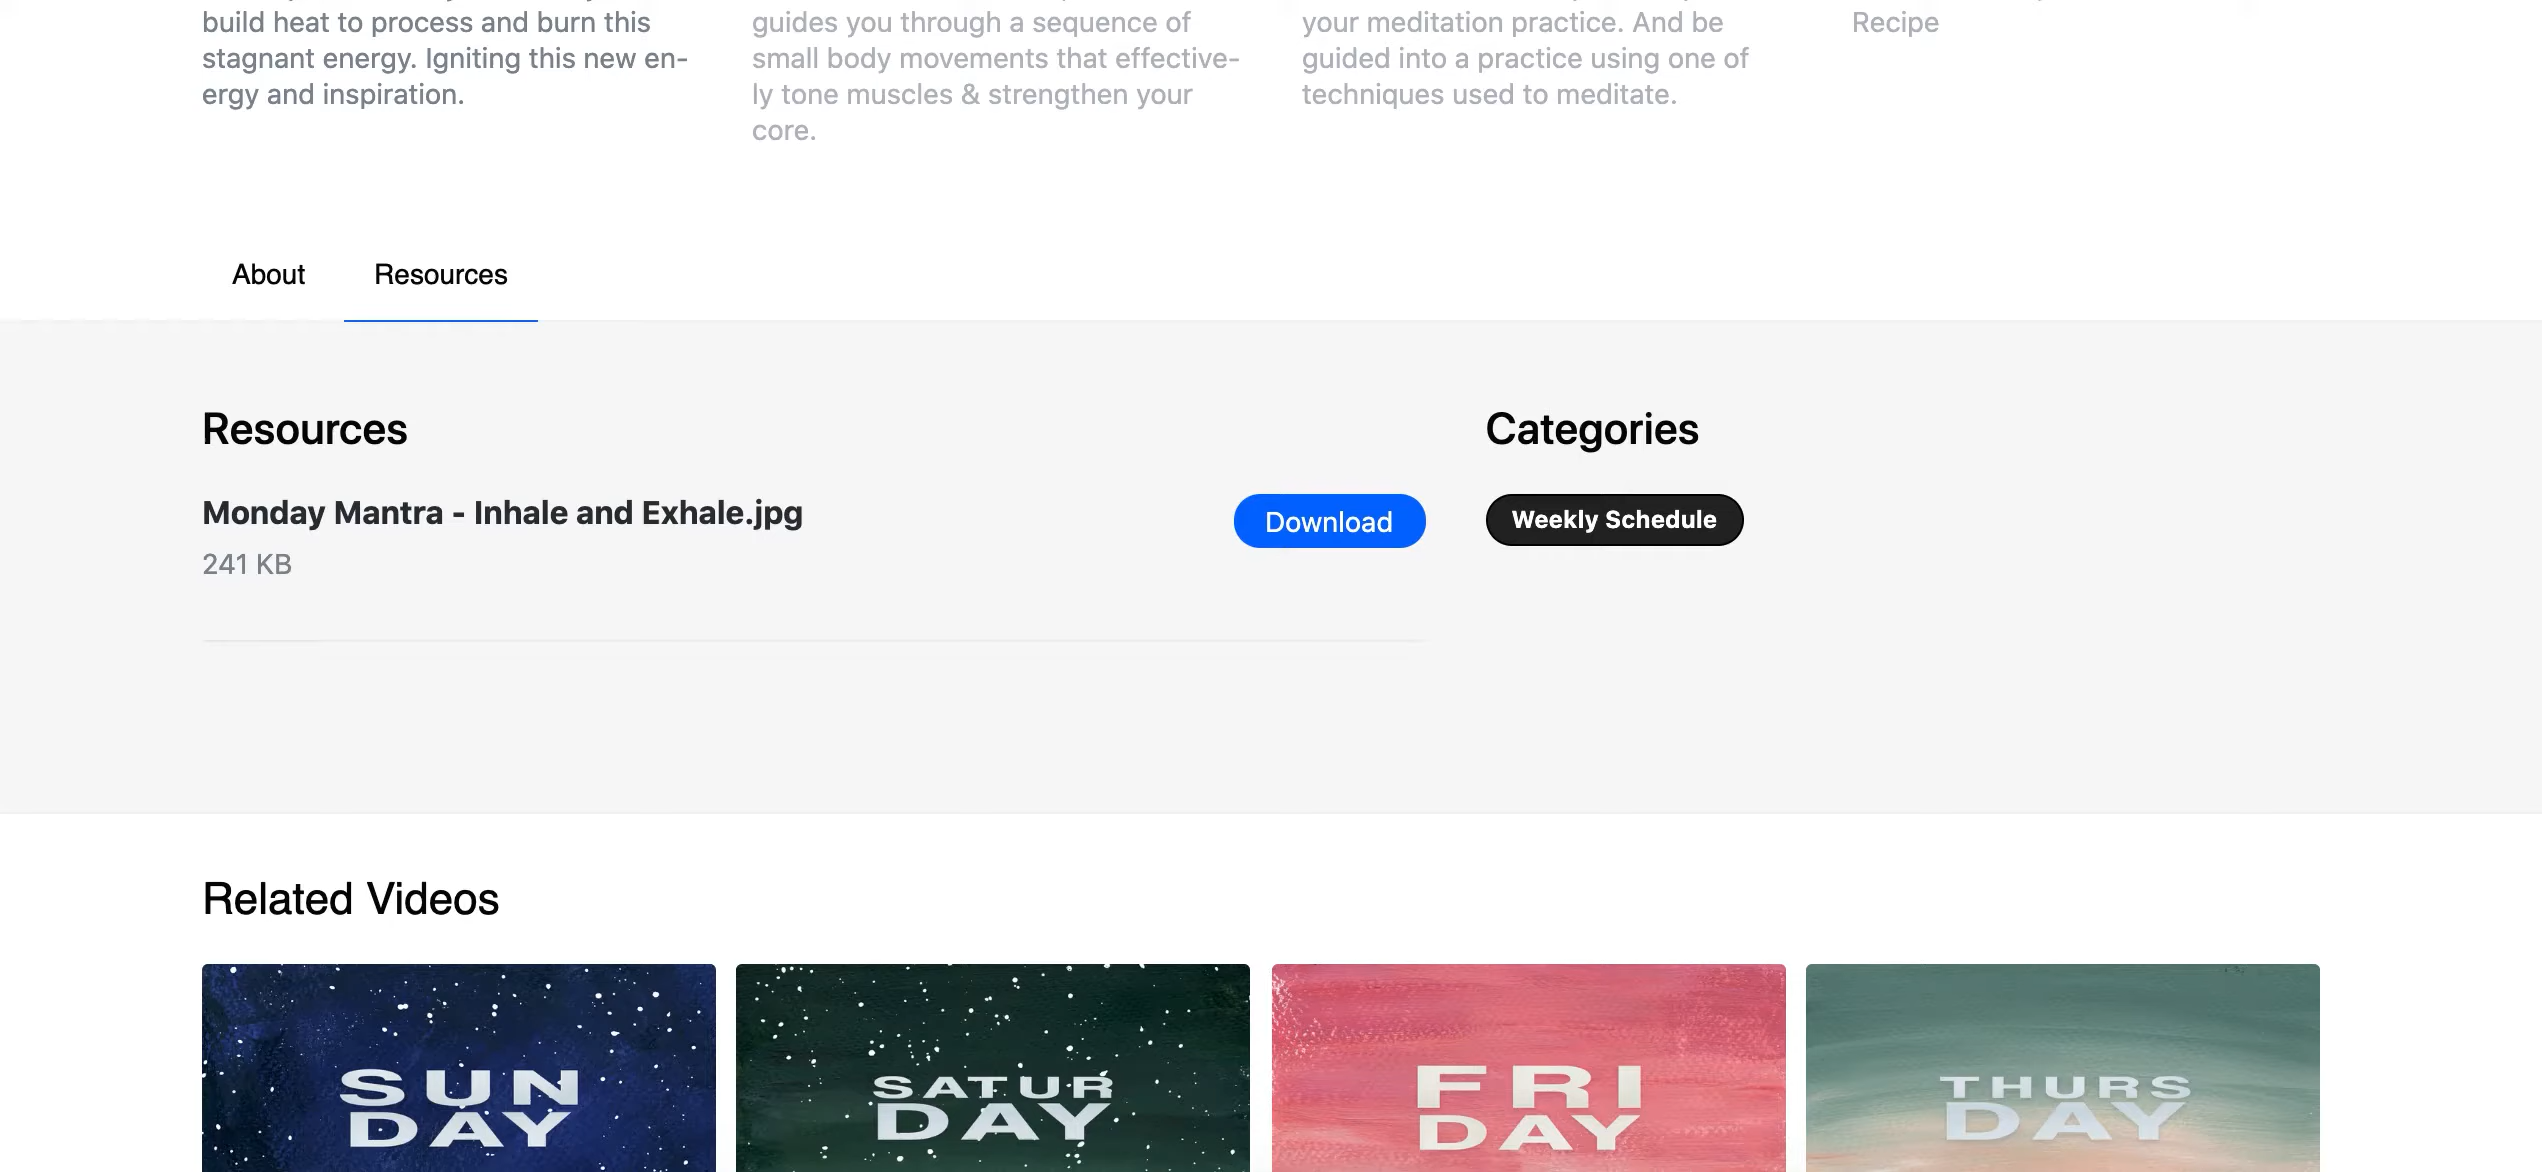 build heat to process and burn this
stagnant energy. Igniting this new en-
ergy and inspiration.
guides you through a sequence of
small body movements that effective-
ly tone muscles & strengthen your
core.
your meditation practice. And be
guided into a practice using one of
techniques used to meditate.
Recipe
About
Resources
Resources
Monday Mantra - Inhale and Exhale.jpg
241 KB
Download
Categories
Weekly Schedule
Related Videos
SUN
DAY
SATUR
DAY
FRI
DAY
THURS
DAY